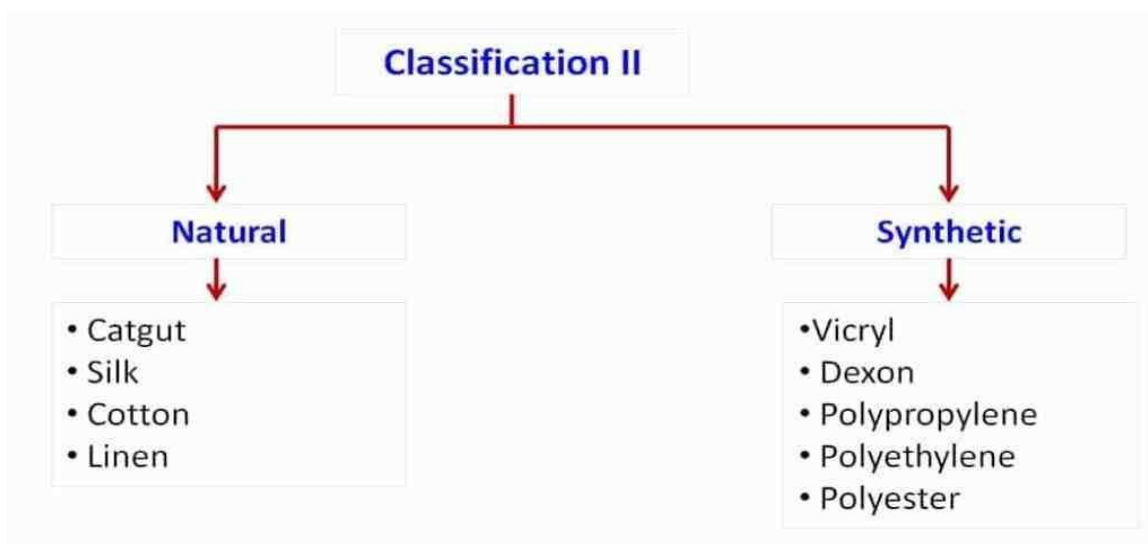 Classification II
Natural
Synthetic
• Catgut
• Silk
• Cotton
• Linen
•Vicryl
• Dexon
• Polypropylene
• Polyethylene
• Polyester